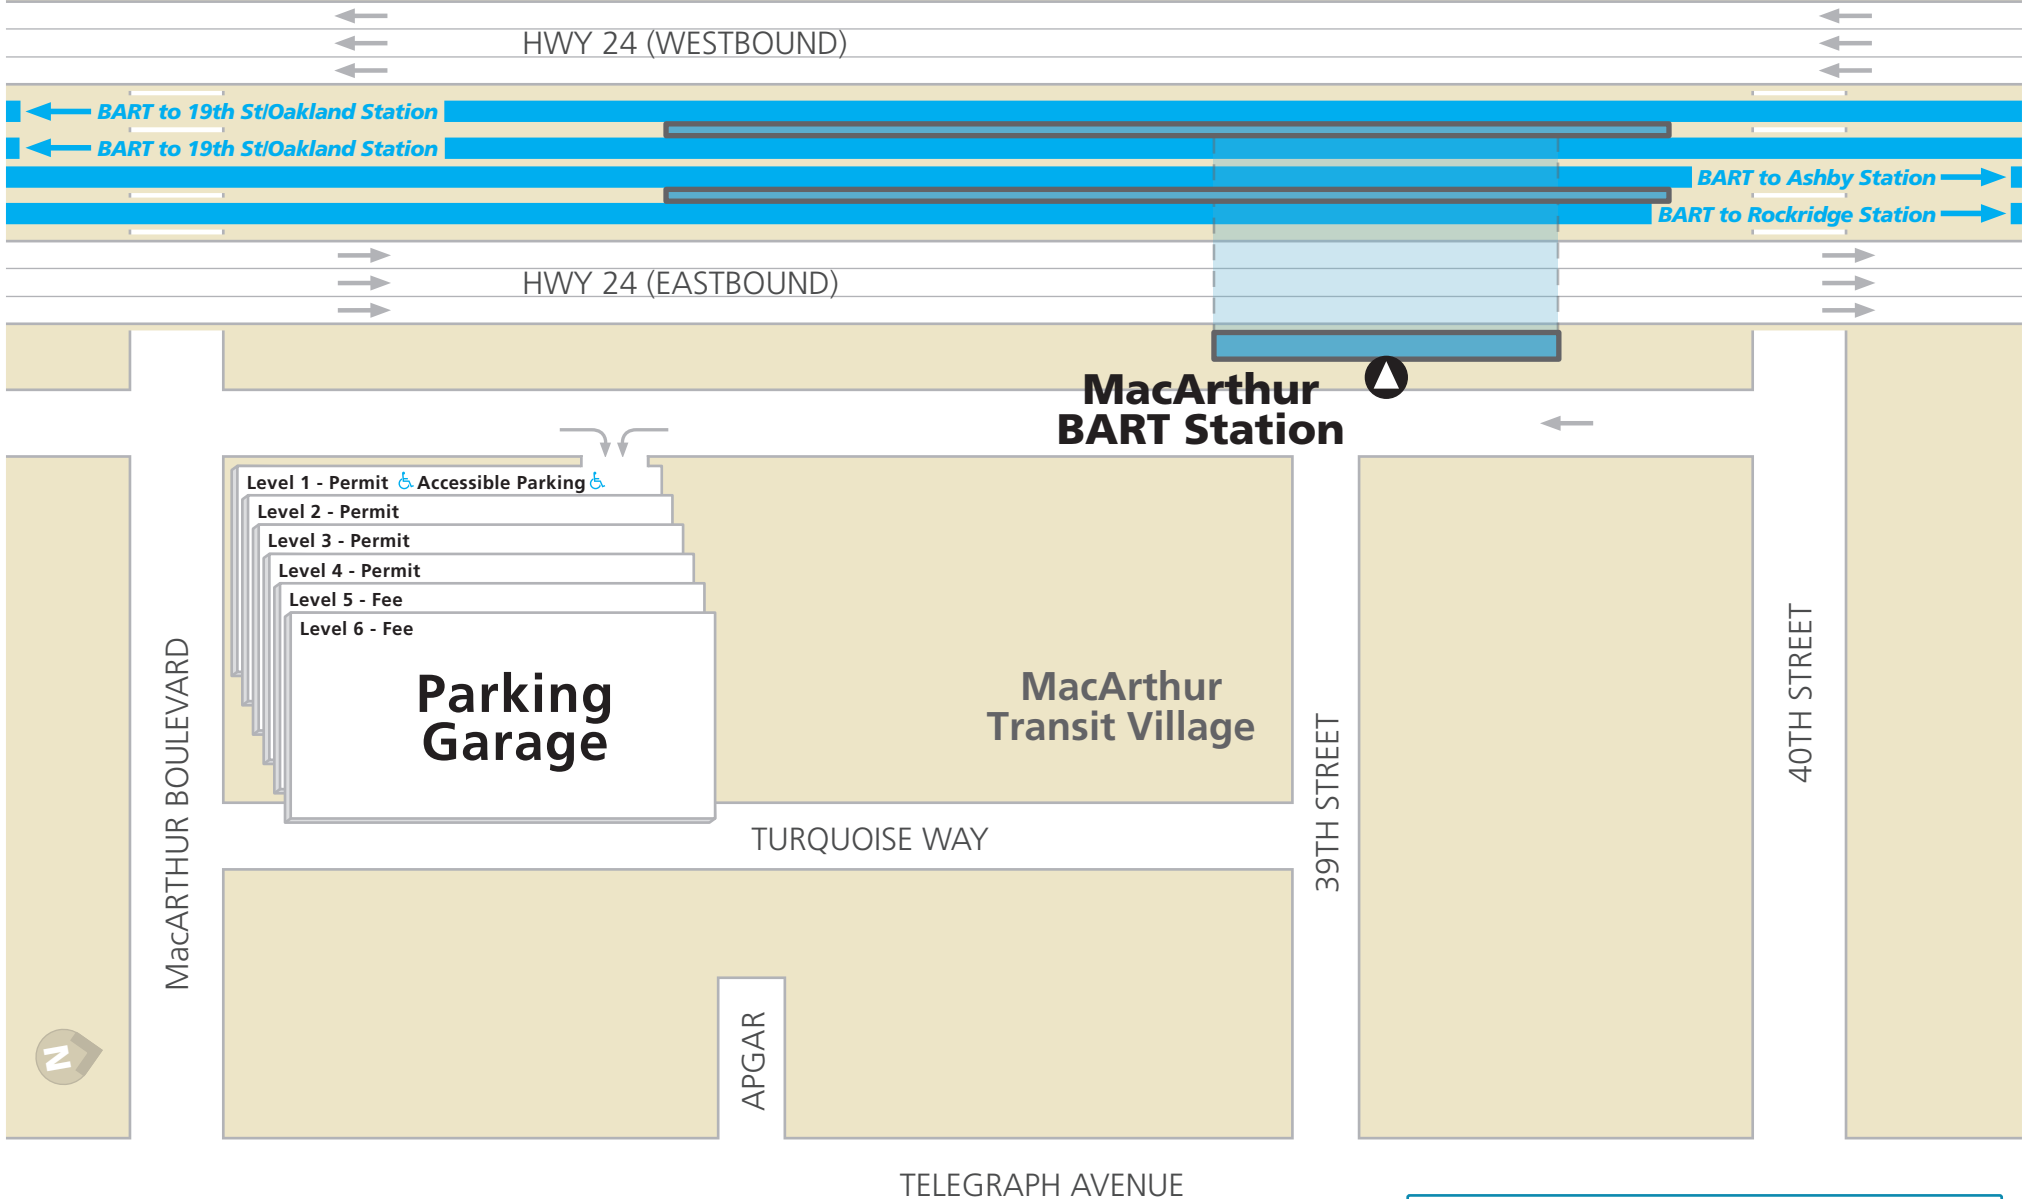 HWY 24 (WESTBOUND)
BART to 19th St/Oakland Station
BART to 19th St/Oakland Station
BART to Ashby Station
BART to Rockridge Station
HWY 24 (EASTBOUND)
MacArthur
BART Station
Level 1 - Permit Accessible Parking
Level 2 - Permit
Level 3 - Permit
Level 4 - Permit
Level 5 - Fee
Level 6 - Fee
Parking
Garage
MacArthur
Transit Village
MacARTHUR BOULEVARD
39TH STREET
40TH STREET
TURQUOISE WAY
APGAR
N
TELEGRAPH AVENUE